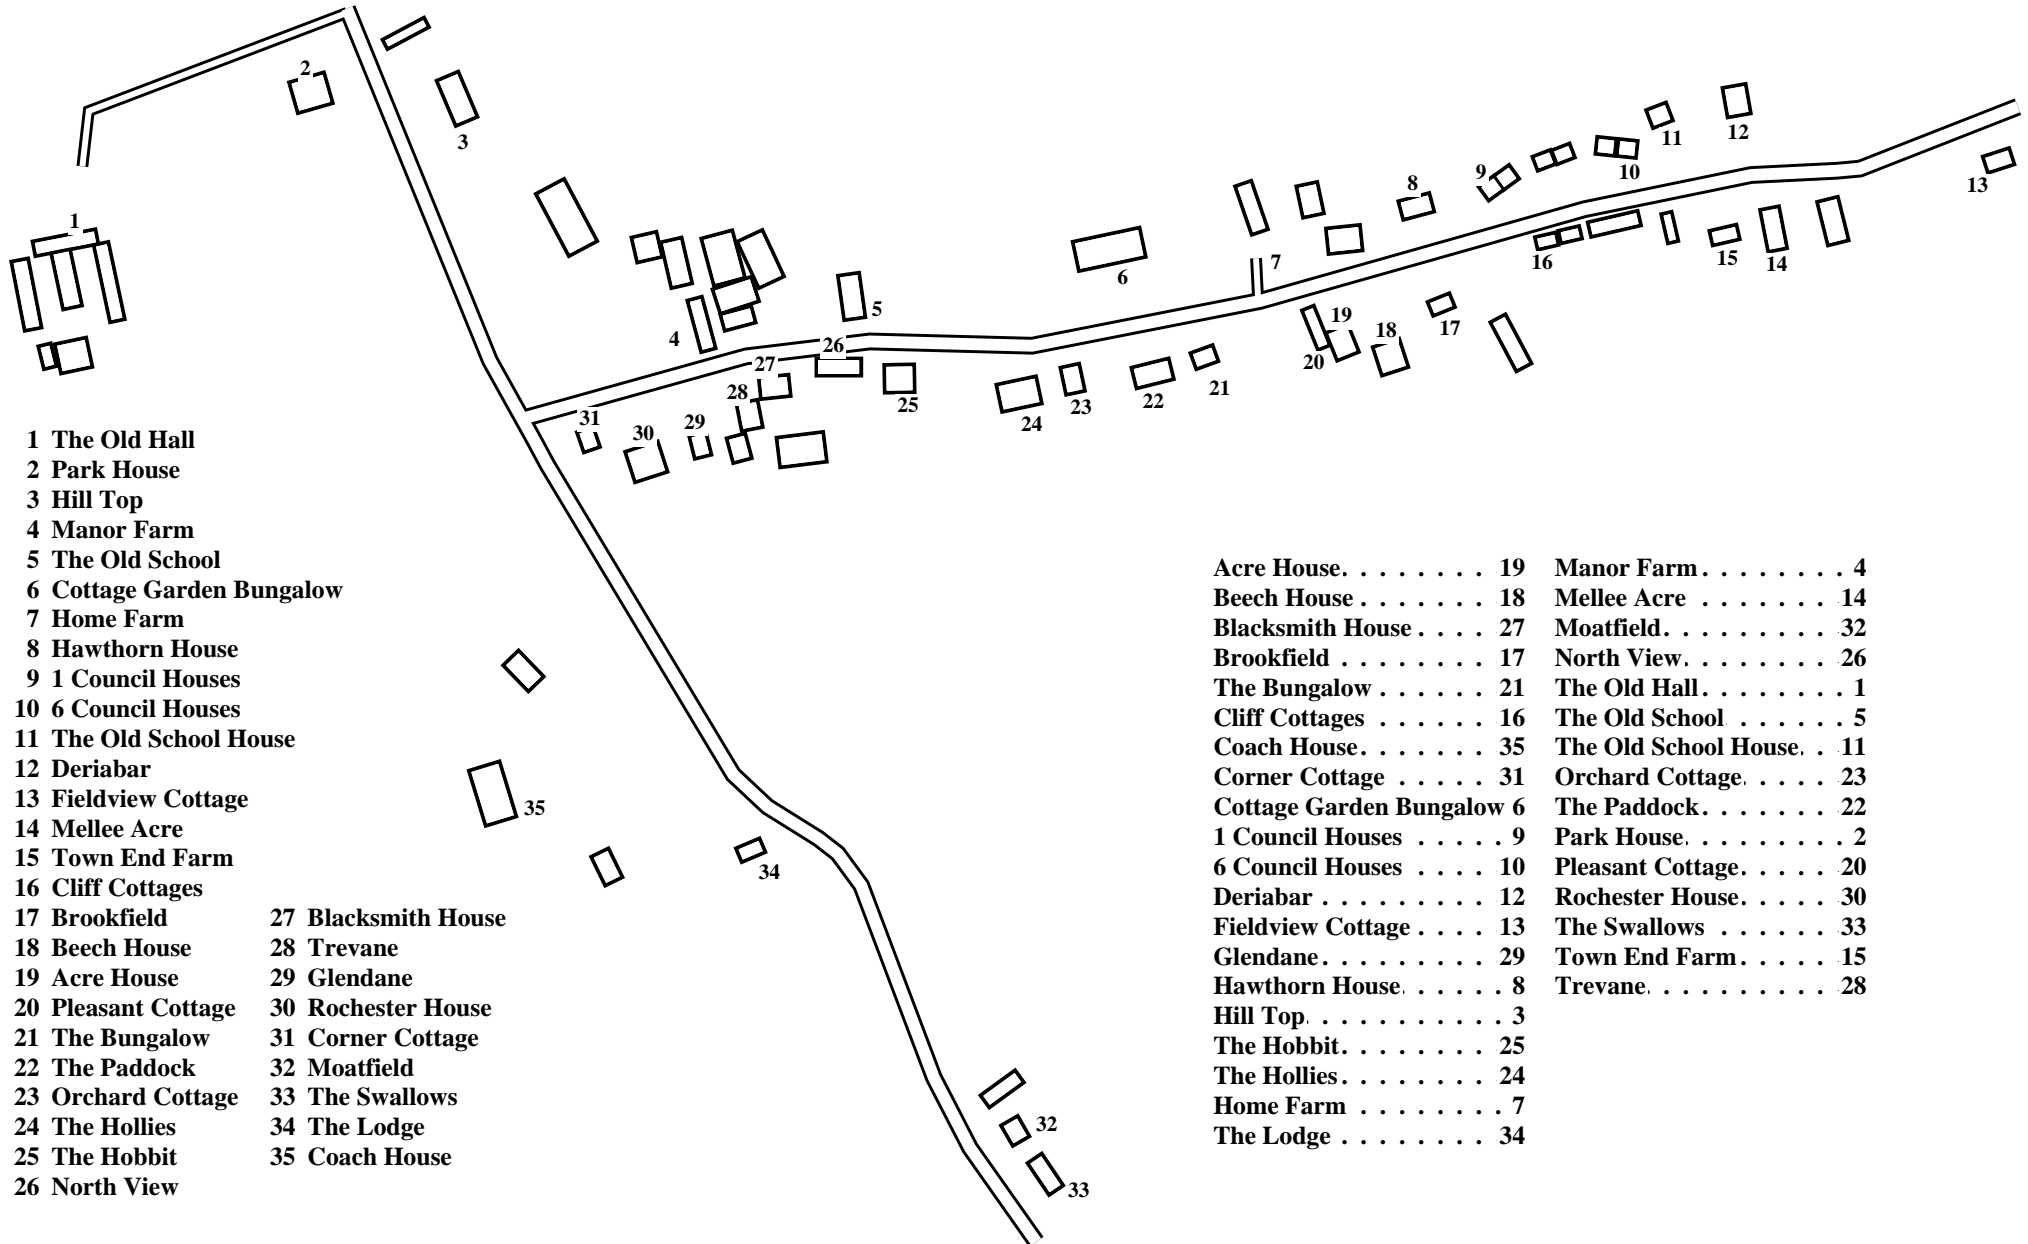 2
3
1
11
12
10
13
9
8
7
6
16
15
14
5
4
26
27
28
19
18
17
20
21
22
23
24
25
31
30
29
35
34
32
33
1 The Old Hall
2 Park House
3 Hill Top
4 Manor Farm
5 The Old School
6 Cottage Garden Bungalow
7 Home Farm
8 Hawthorn House
9 1 Council Houses
10 6 Council Houses
11 The Old School House
12 Deriabar
13 Fieldview Cottage
14 Mellee Acre
15 Town End Farm
16 Cliff Cottages
17 Brookfield
18 Beech House
19 Acre House
20 Pleasant Cottage
21 The Bungalow
22 The Paddock
23 Orchard Cottage
24 The Hollies
25 The Hobbit
26 North View
27 Blacksmith House
28 Trevane
29 Glendane
30 Rochester House
31 Corner Cottage
32 Moatfield
33 The Swallows
34 The Lodge
35 Coach House
Acre House. . . . . . . . 19
Beech House . . . . . . . 18
Blacksmith House . . . . 27
Brookfield . . . . . . . . 17
The Bungalow . . . . . . 21
Cliff Cottages . . . . . . 16
Coach House. . . . . . . 35
Corner Cottage . . . . . 31
Cottage Garden Bungalow 6
1 Council Houses . . . . . 9
6 Council Houses . . . . 10
Deriabar . . . . . . . . . 12
Fieldview Cottage . . . . 13
Glendane. . . . . . . . . 29
Hawthorn House. . . . . . 8
Hill Top. . . . . . . . . . . 3
The Hobbit. . . . . . . . 25
The Hollies. . . . . . . . 24
Home Farm . . . . . . . . 7
The Lodge . . . . . . . . 34
Manor Farm. . . . . . . . 4
Mellee Acre . . . . . . . 14
Moatfield. . . . . . . . . 32
North View. . . . . . . . 26
The Old Hall. . . . . . . . 1
The Old School. . . . . . 5
The Old School House. . 11
Orchard Cottage. . . . . 23
The Paddock. . . . . . . 22
Park House. . . . . . . . 2
Pleasant Cottage. . . . . 20
Rochester House. . . . . 30
The Swallows . . . . . . 33
Town End Farm. . . . . 15
Trevane. . . . . . . . . . 28